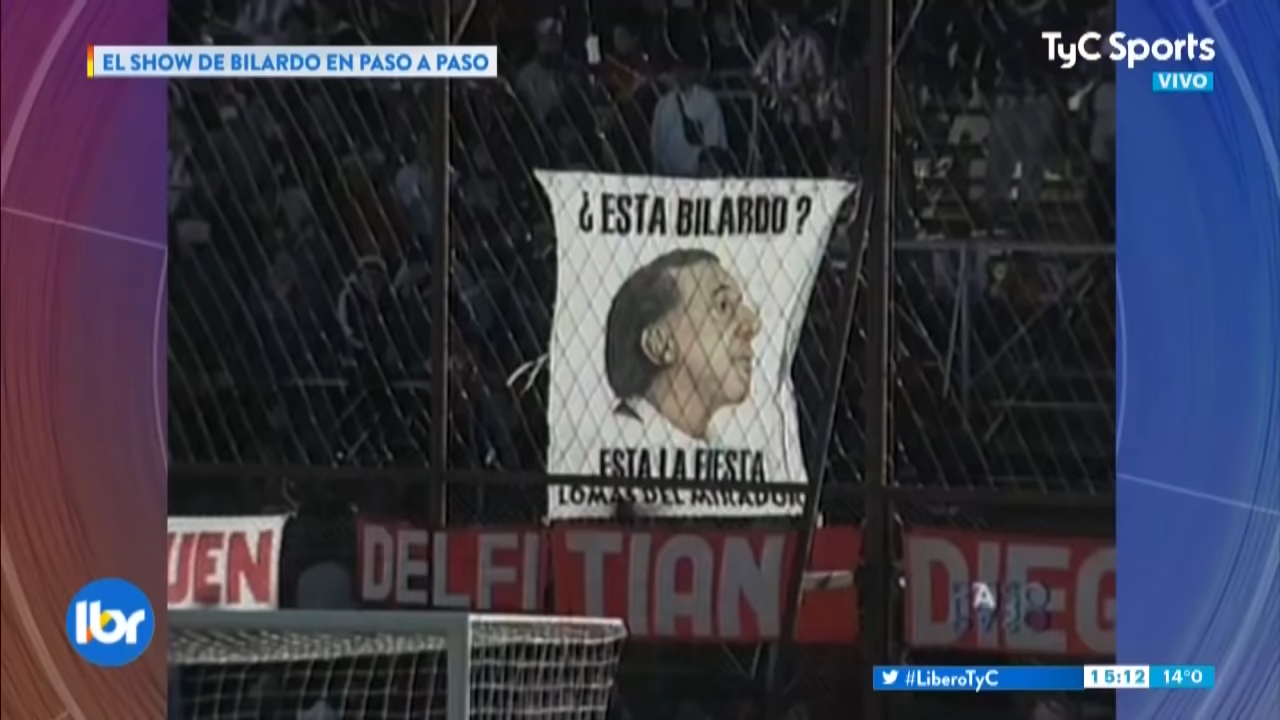 EL SHOW DE BILARDO EN PASO A PASO
TyC Sports
VIVO
¿ESTA BILARDO?
ESTA LA FIESTA
LOMAS DEL MIRADOR
UEN
DELFI
TIAN
DIEG
lbr
#LiberoTyC
15:12
14°0